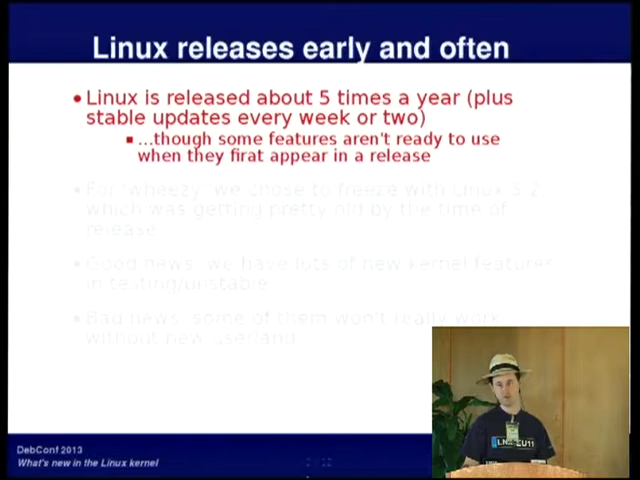 Linux releases early and often
• Linux is released about 5 times a year (plus
stable updates every week or two)
▪ ...though some features aren't ready to use
when they firat appear in a release
• For 'wheezy' we chose to freeze with Linux 3.2
which was getting pretty old by the time of
release
• Good news: we have lots of new kernel features
in testing/unstable
• Bad news: some of them won't really work
without new userland
DebConf 2013
What's new in the Linux kernel